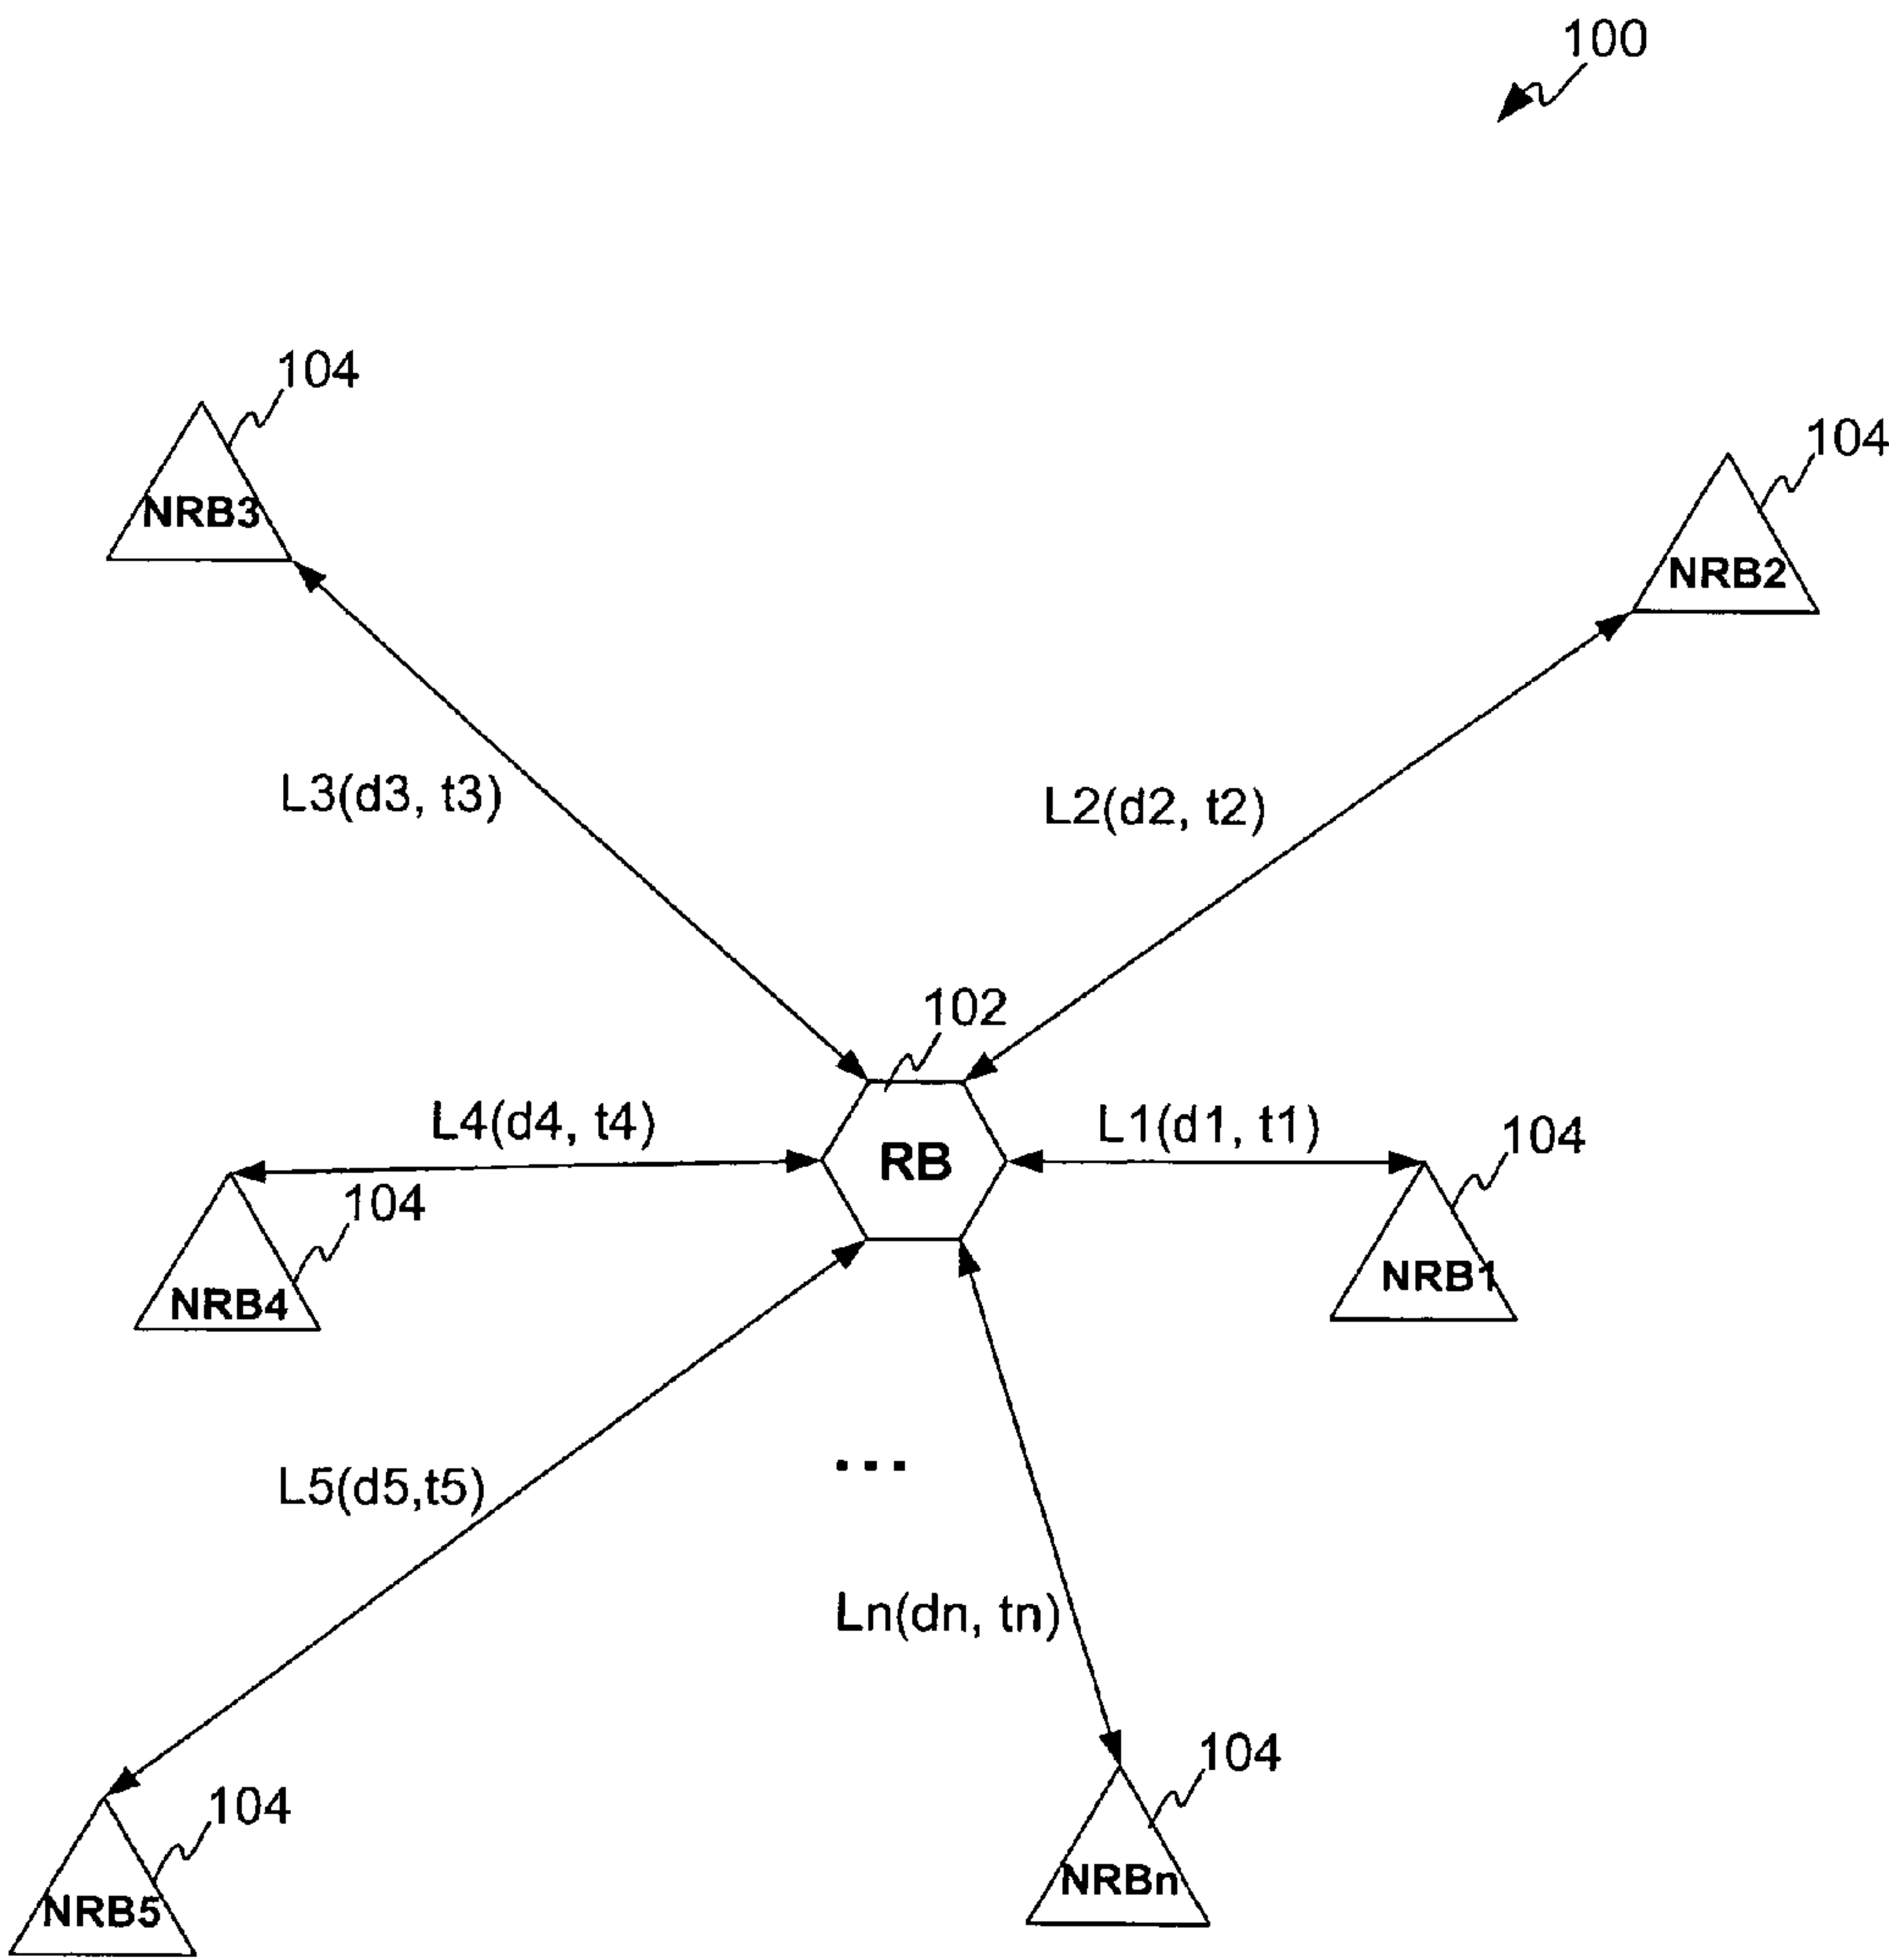 100
104
NRB3
104
NRB2
L3(d3, t3)
L2(d2, t2)
102
L4(d4, t4)
RB
L1(d1, t1)
104
104
NRB4
NRB1
L5(d5,t5)
...
Ln(dn, tn)
104
104
NRB5
NRBn